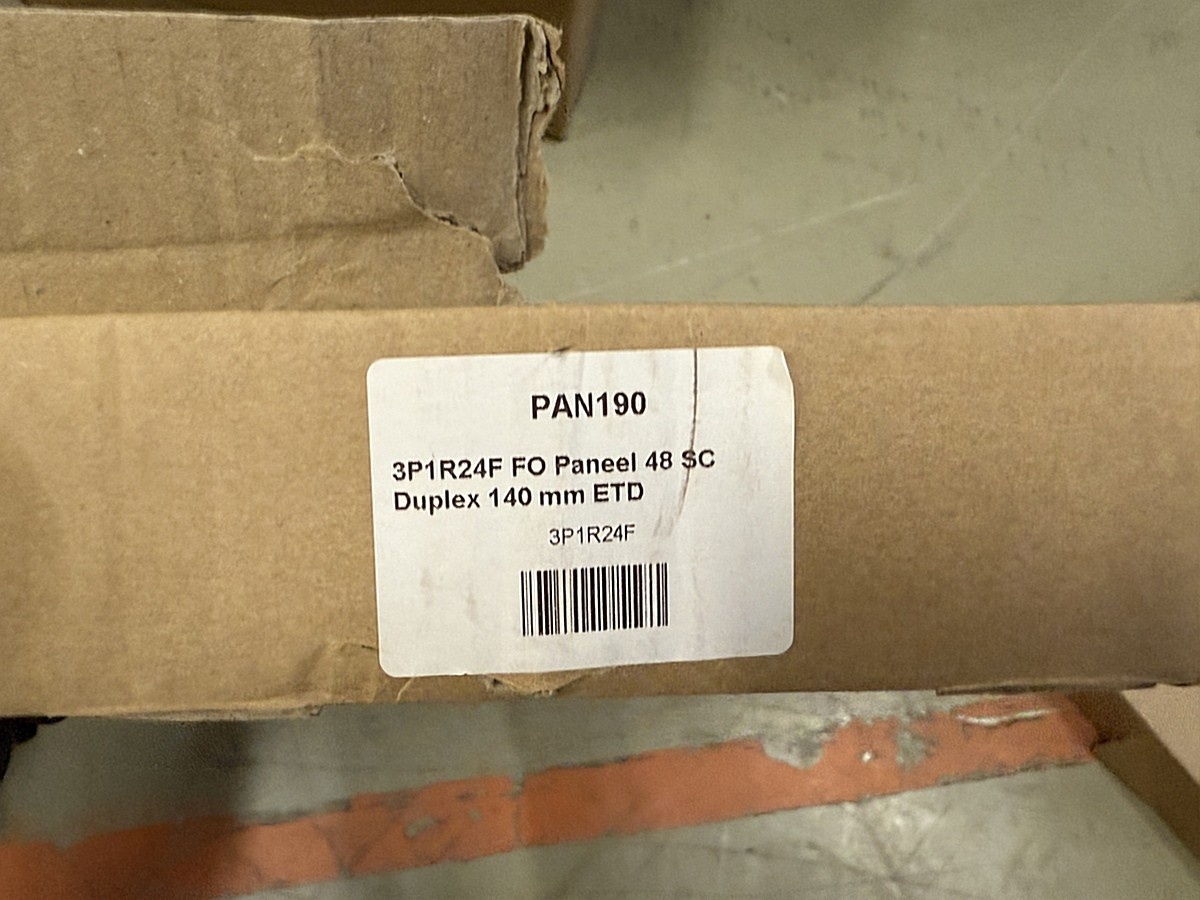 PAN190
3P1R24F FO Paneel 48 SC
Duplex 140 mm ETD
3P1R24F